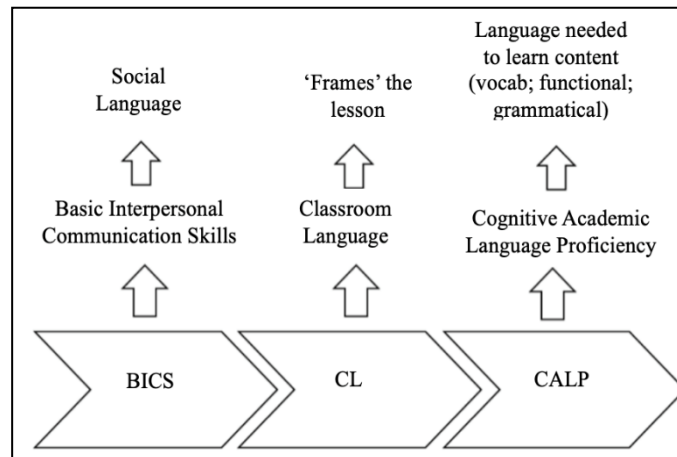 Social
Language
‘Frames’ the
lesson
Language needed
to learn content
(vocab; functional;
grammatical)
Basic Interpersonal
Communication Skills
Classroom
Language
Cognitive Academic
Language Proficiency
BICS
CL
CALP